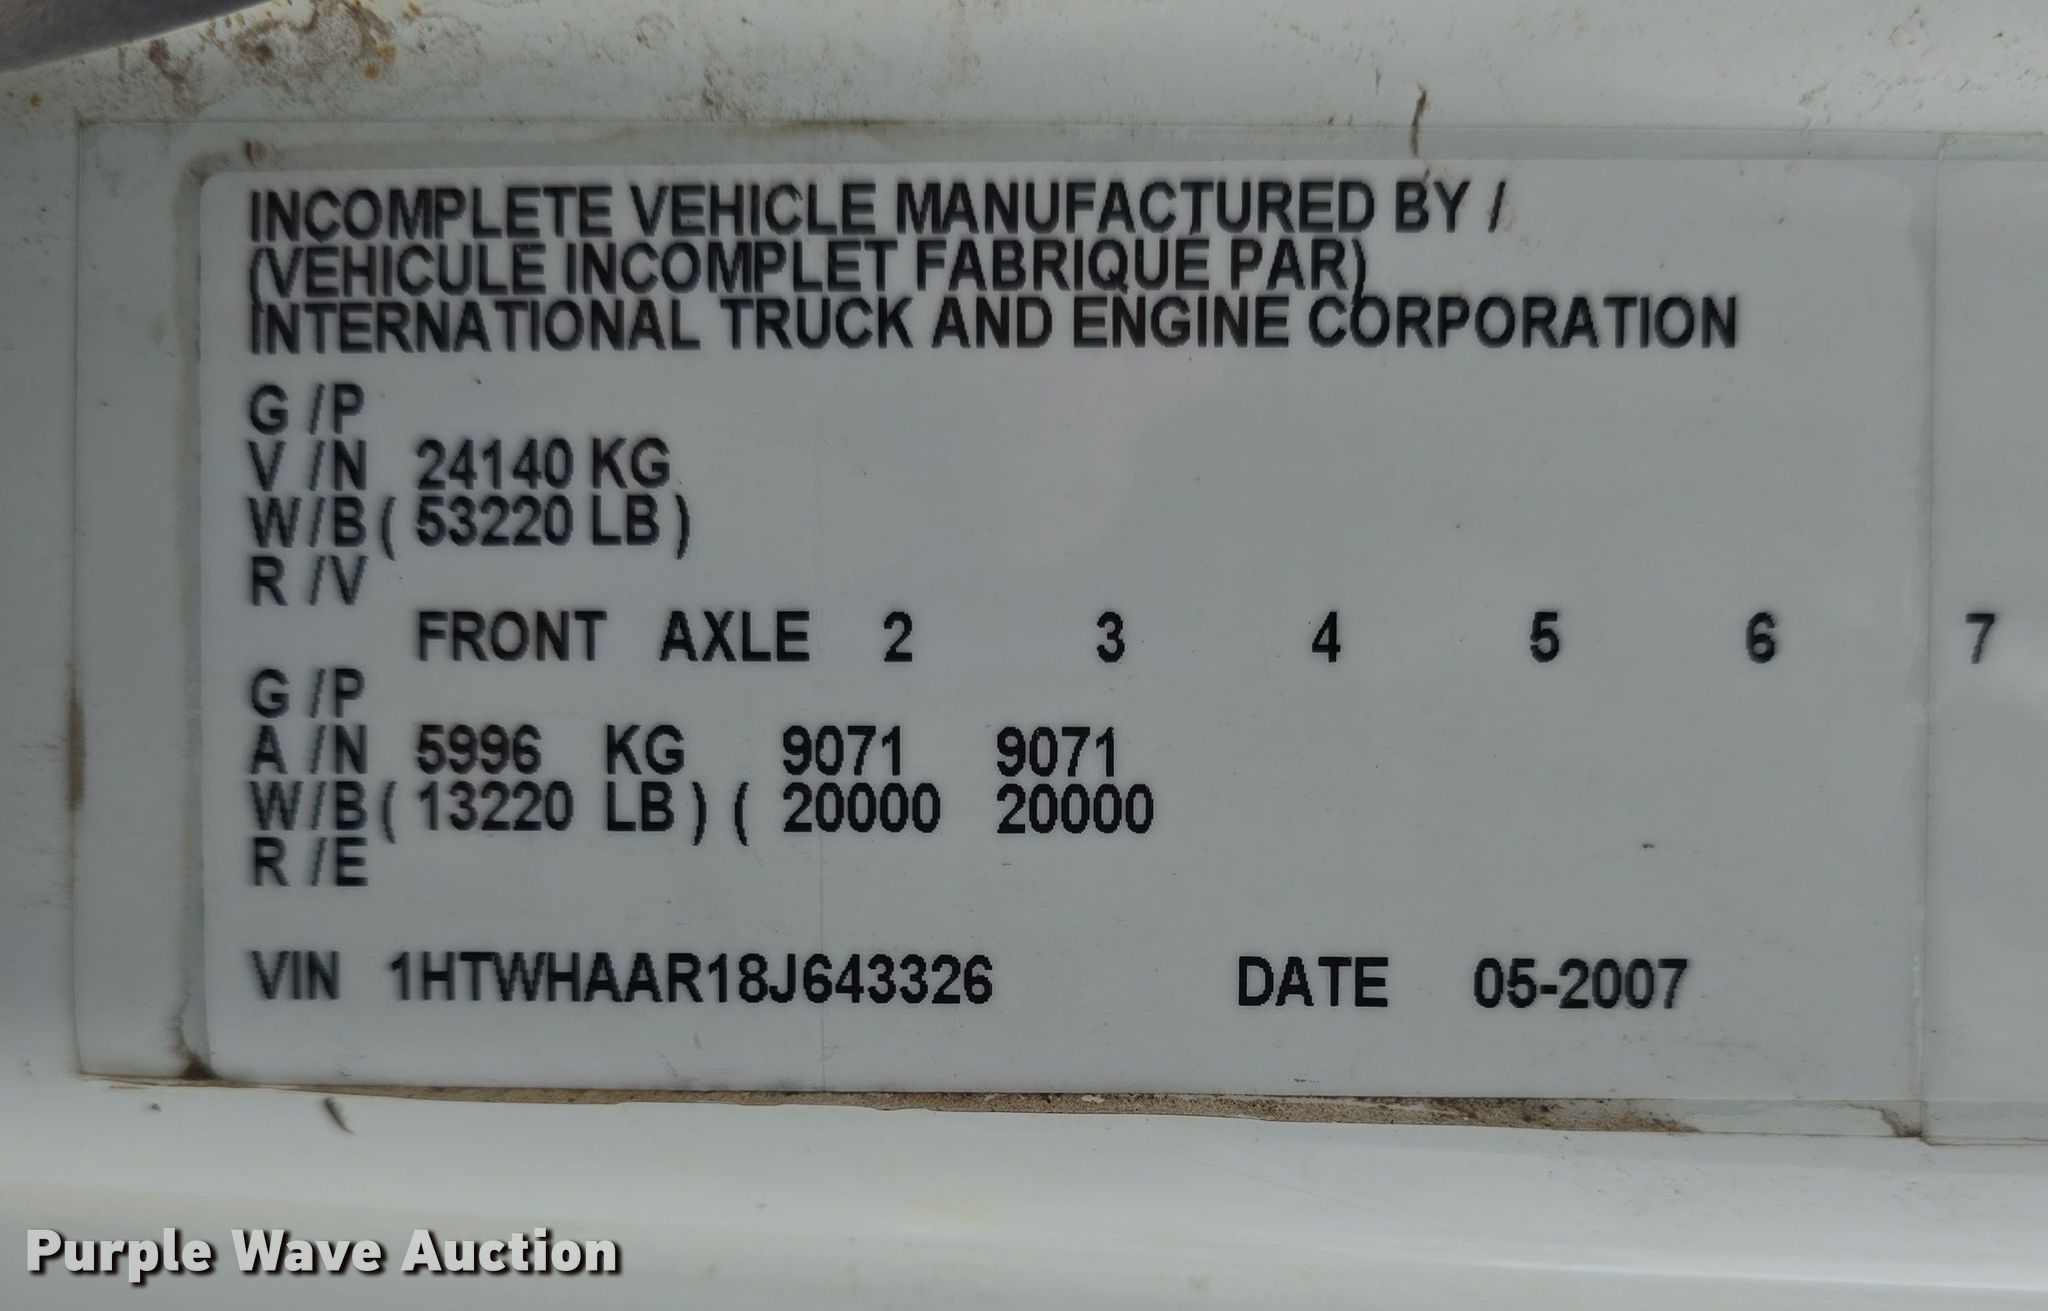 INCOMPLETE VEHICLE MANUFACTURED BY /
(VÉHICULE INCOMPLET FABRIQUÉ PAR)
INTERNATIONAL TRUCK AND ENGINE CORPORATION
G /P
V /N 24140 KG
W/B ( 53220 LB )
R /V
FRONT AXLE 2 3 4 5 6 7
G /P
A /N 5996 KG 9071 9071
W/B ( 13220 LB ) ( 20000 20000
R /E
VIN 1HTWHAAR18J643326 DATE 05-2007
Purple Wave Auction